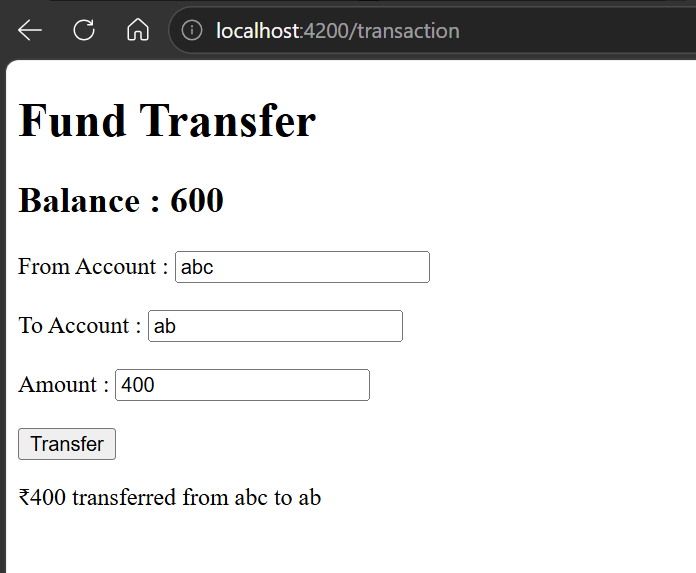 localhost:4200/transaction
Fund Transfer
Balance : 600
From Account : abc
To Account : ab
Amount : 400
Transfer
₹400 transferred from abc to ab